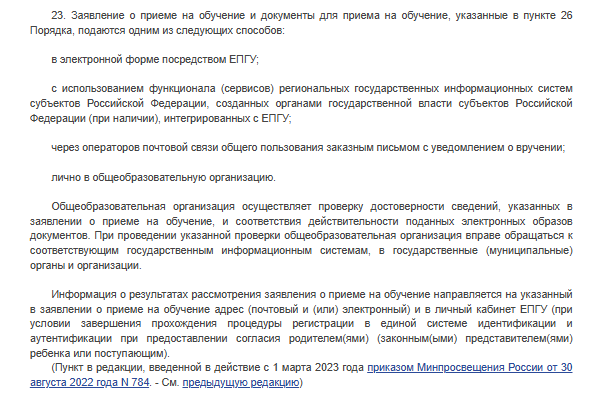 23. Заявление о приеме на обучение и документы для приема на обучение, указанные в пункте 26
Порядка, подаются одним из следующих способов:
в электронной форме посредством ЕПГУ;
с использованием функционала (сервисов) региональных государственных информационных систем
субъектов Российской Федерации, созданных органами государственной власти субъектов Российской
Федерации (при наличии), интегрированных с ЕПГУ;
через операторов почтовой связи общего пользования заказным письмом с уведомлением о вручении;
лично в общеобразовательную организацию.
Общеобразовательная организация осуществляет проверку достоверности сведений, указанных в
заявлении о приеме на обучение, и соответствия действительности поданных электронных образов
документов. При проведении указанной проверки общеобразовательная организация вправе обращаться к
соответствующим государственным информационным системам, в государственные (муниципальные)
органы и организации.
Информация о результатах рассмотрения заявления о приеме на обучение направляется на указанный
в заявлении о приеме на обучение адрес (почтовый и (или) электронный) и в личный кабинет ЕПГУ (при
условии завершения прохождения процедуры регистрации в единой системе идентификации и
аутентификации при предоставлении согласия родителем(ями) (законным(ыми) представителем(ями)
ребенка или поступающим).
(Пункт в редакции, введенной в действие с 1 марта 2023 года приказом Минпросвещения России от 30
августа 2022 года N 784. - См. предыдущую редакцию)